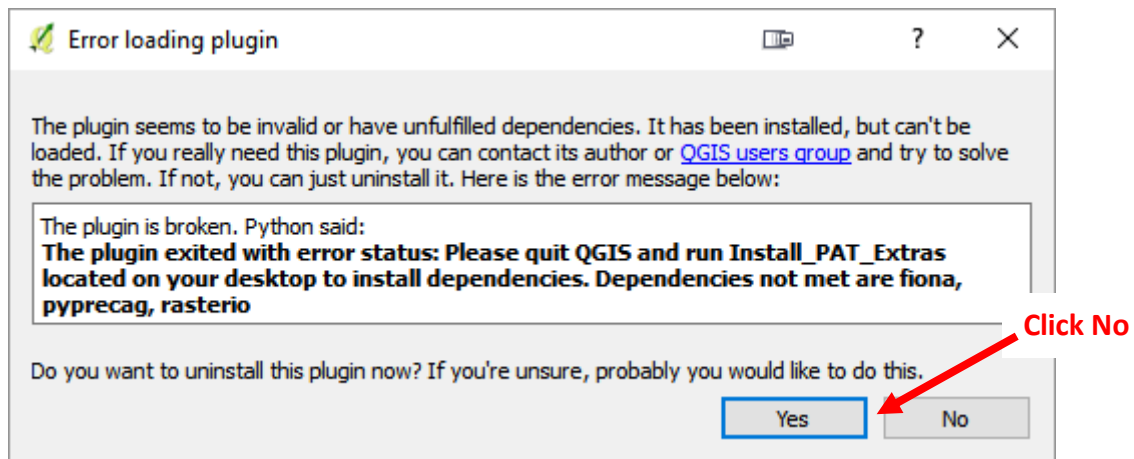 Error loading plugin
The plugin seems to be invalid or have unfulfilled dependencies. It has been installed, but can't be
loaded. If you really need this plugin, you can contact its author or QGIS users group and try to solve
the problem. If not, you can just uninstall it. Here is the error message below:
The plugin is broken. Python said:
The plugin exited with error status: Please quit QGIS and run Install_PAT_Extras
located on your desktop to install dependencies. Dependencies not met are fiona,
pyprecag, rasterio
Click No
Do you want to uninstall this plugin now? If you're unsure, probably you would like to do this.
Yes No